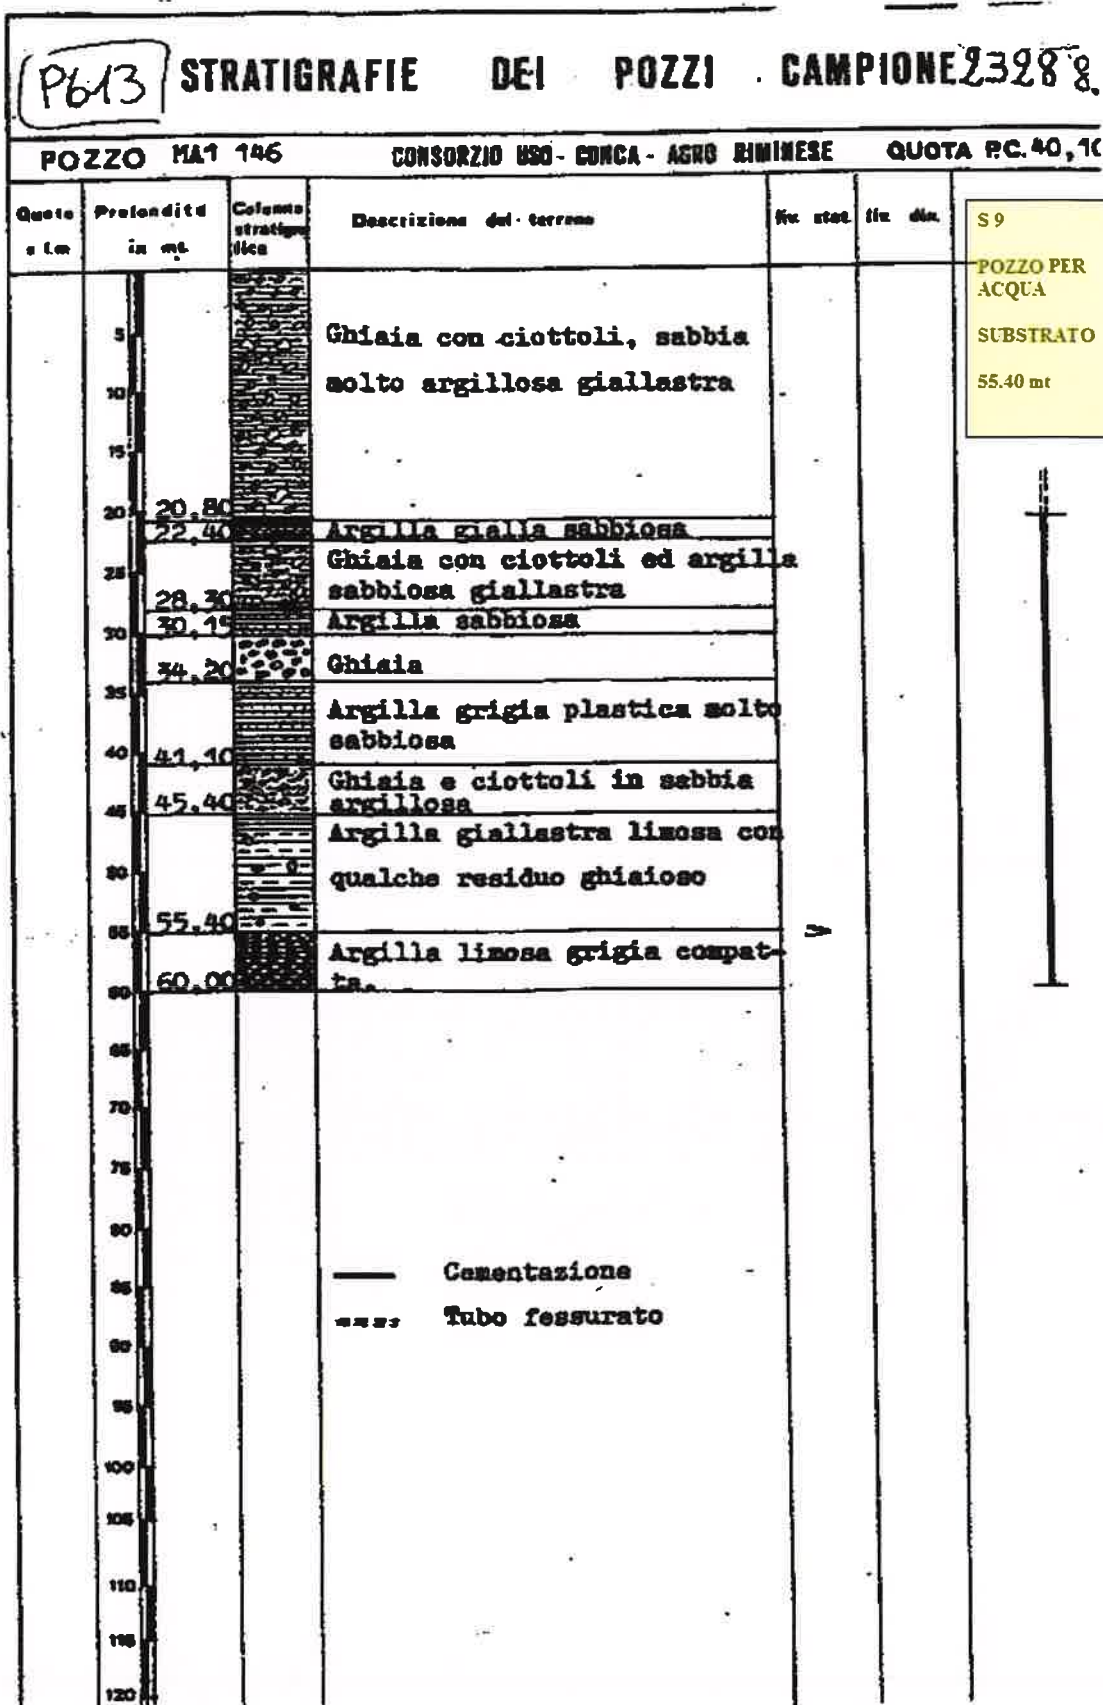 P613 STRATIGRAFIE DEI POZZI CAMPIONE 23288.
POZZO MA1 146 CONSORZIO USO - CONCA - AGRO RIMINESE QUOTA P.C. 40,10
Quota s l.m
Profondità in mt.
Colonna stratigrafica
Descrizione del terreno
liv. stat.
liv. din.
S 9
POZZO PER
ACQUA
SUBSTRATO
55.40 mt
5
Ghiaia con ciottoli, sabbia
10
molto argillosa giallastra
15
20
20,80
22,40
Argilla gialla sabbiosa
Ghiaia con ciottoli ed argilla
25
sabbiosa giallastra
28,30
Argilla sabbiosa
30
30,15
34,20
Ghiaia
35
Argilla grigia plastica molto
sabbiosa
40
41,10
Ghiaia e ciottoli in sabbia
argillosa
45
45,40
Argilla giallastra limosa con
50
qualche residuo ghiaioso
55
55,40
Argilla limosa grigia compat-
ta.
60
60,00
65
70
75
80
Cementazione
85
Tubo fessurato
90
95
100
105
110
115
120